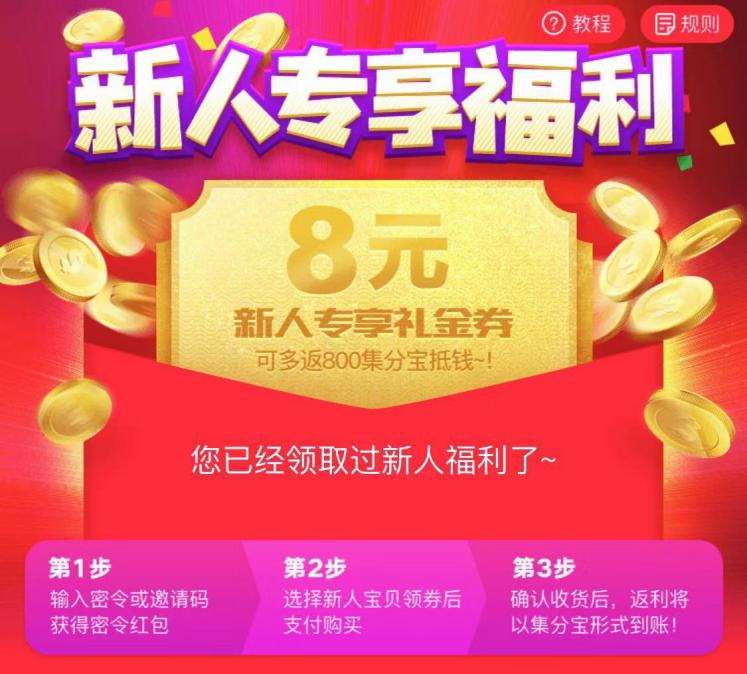 教程
规则
新人专享福利
8元
新人专享礼金券
可多返800集分宝抵钱~!
您已经领取过新人福利了~
第1步
输入密令或邀请码
获得密令红包
第2步
选择新人宝贝领券后
支付购买
第3步
确认收货后，返利将
以集分宝形式到账!